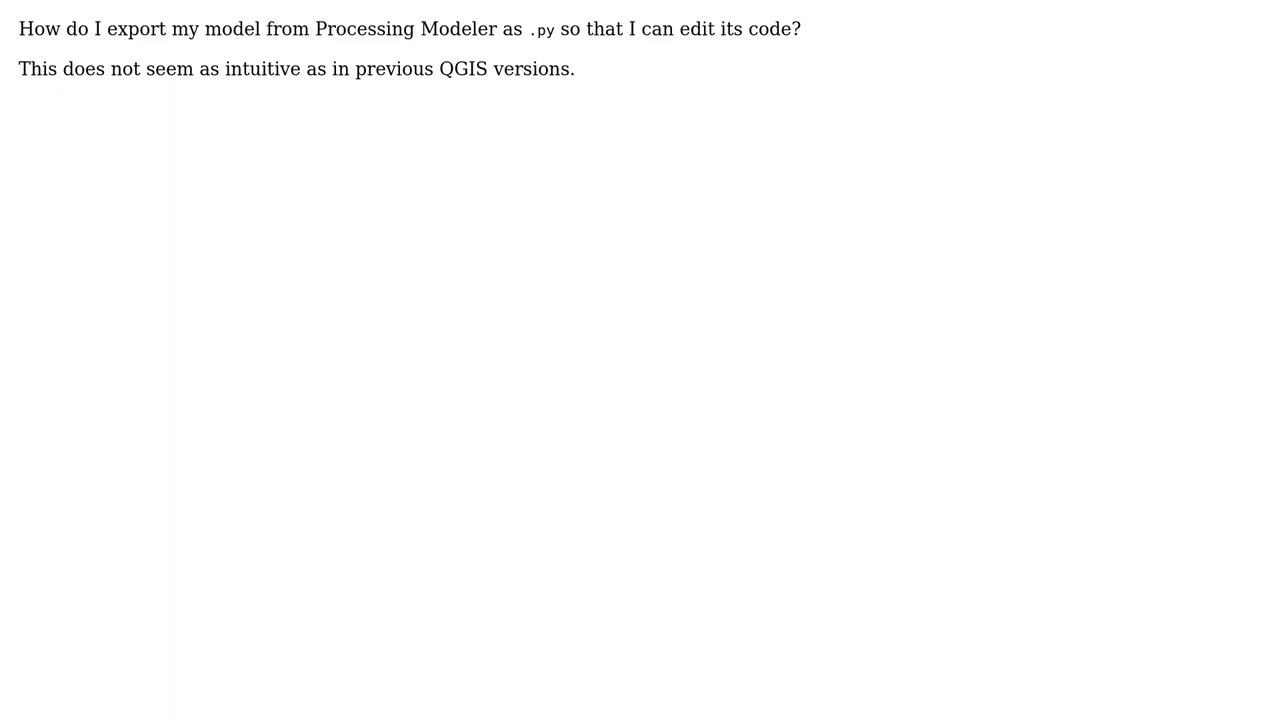 How do I export my model from Processing Modeler as .py so that I can edit its code?
This does not seem as intuitive as in previous QGIS versions.